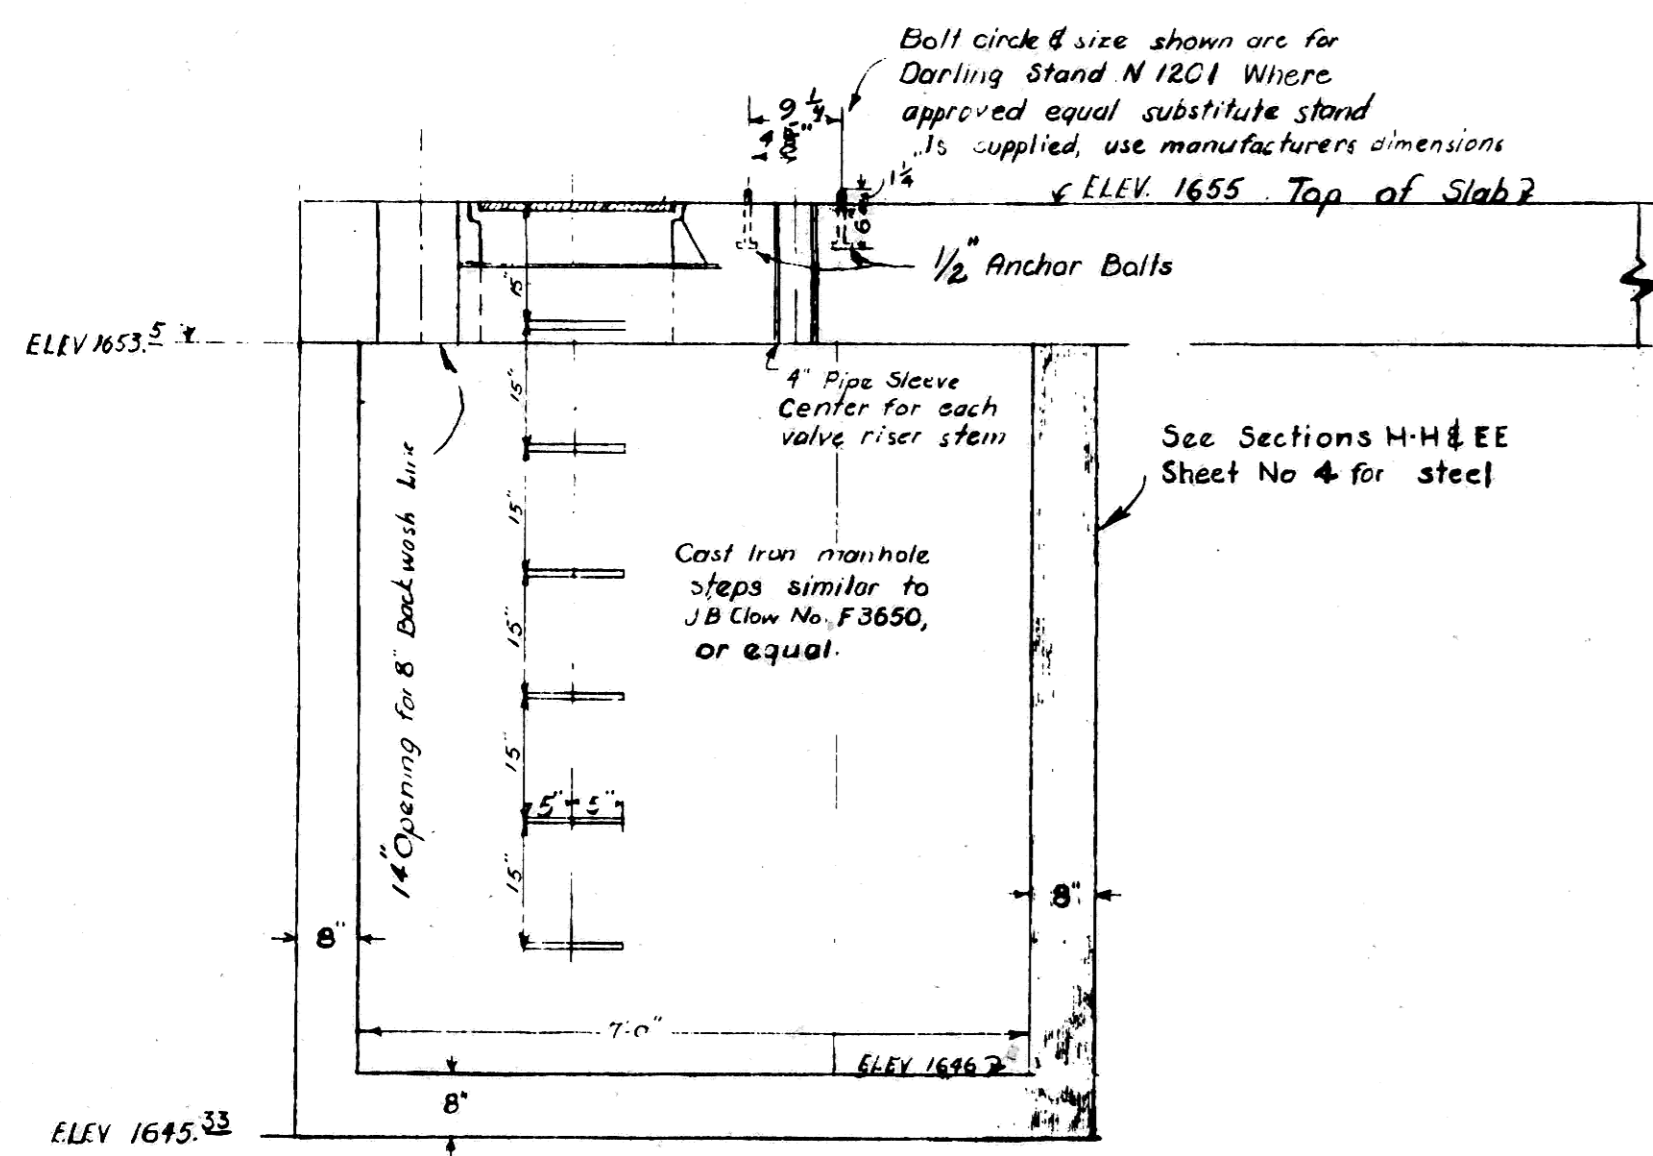 Bolt circle & size shown are for
Darling Stand N 1201 Where
approved equal substitute stand
is supplied, use manufacturers dimensions
9 1/4"
1 1/4
6"
ELEV. 1655 Top of Slab
1/2" Anchor Bolts
15"
ELEV 1653.5
15"
4" Pipe Sleeve
Center for each
valve riser stem
See Sections H-H & EE
Sheet No 4 for steel
14" Opening for 8" Backwash Line
15"
Cast Iron manhole
steps similar to
JB Clow No. F3650,
or equal.
15"
15"
5" 5"
15"
8"
8"
7'-0"
ELEV 1646
8"
ELEV 1645.33